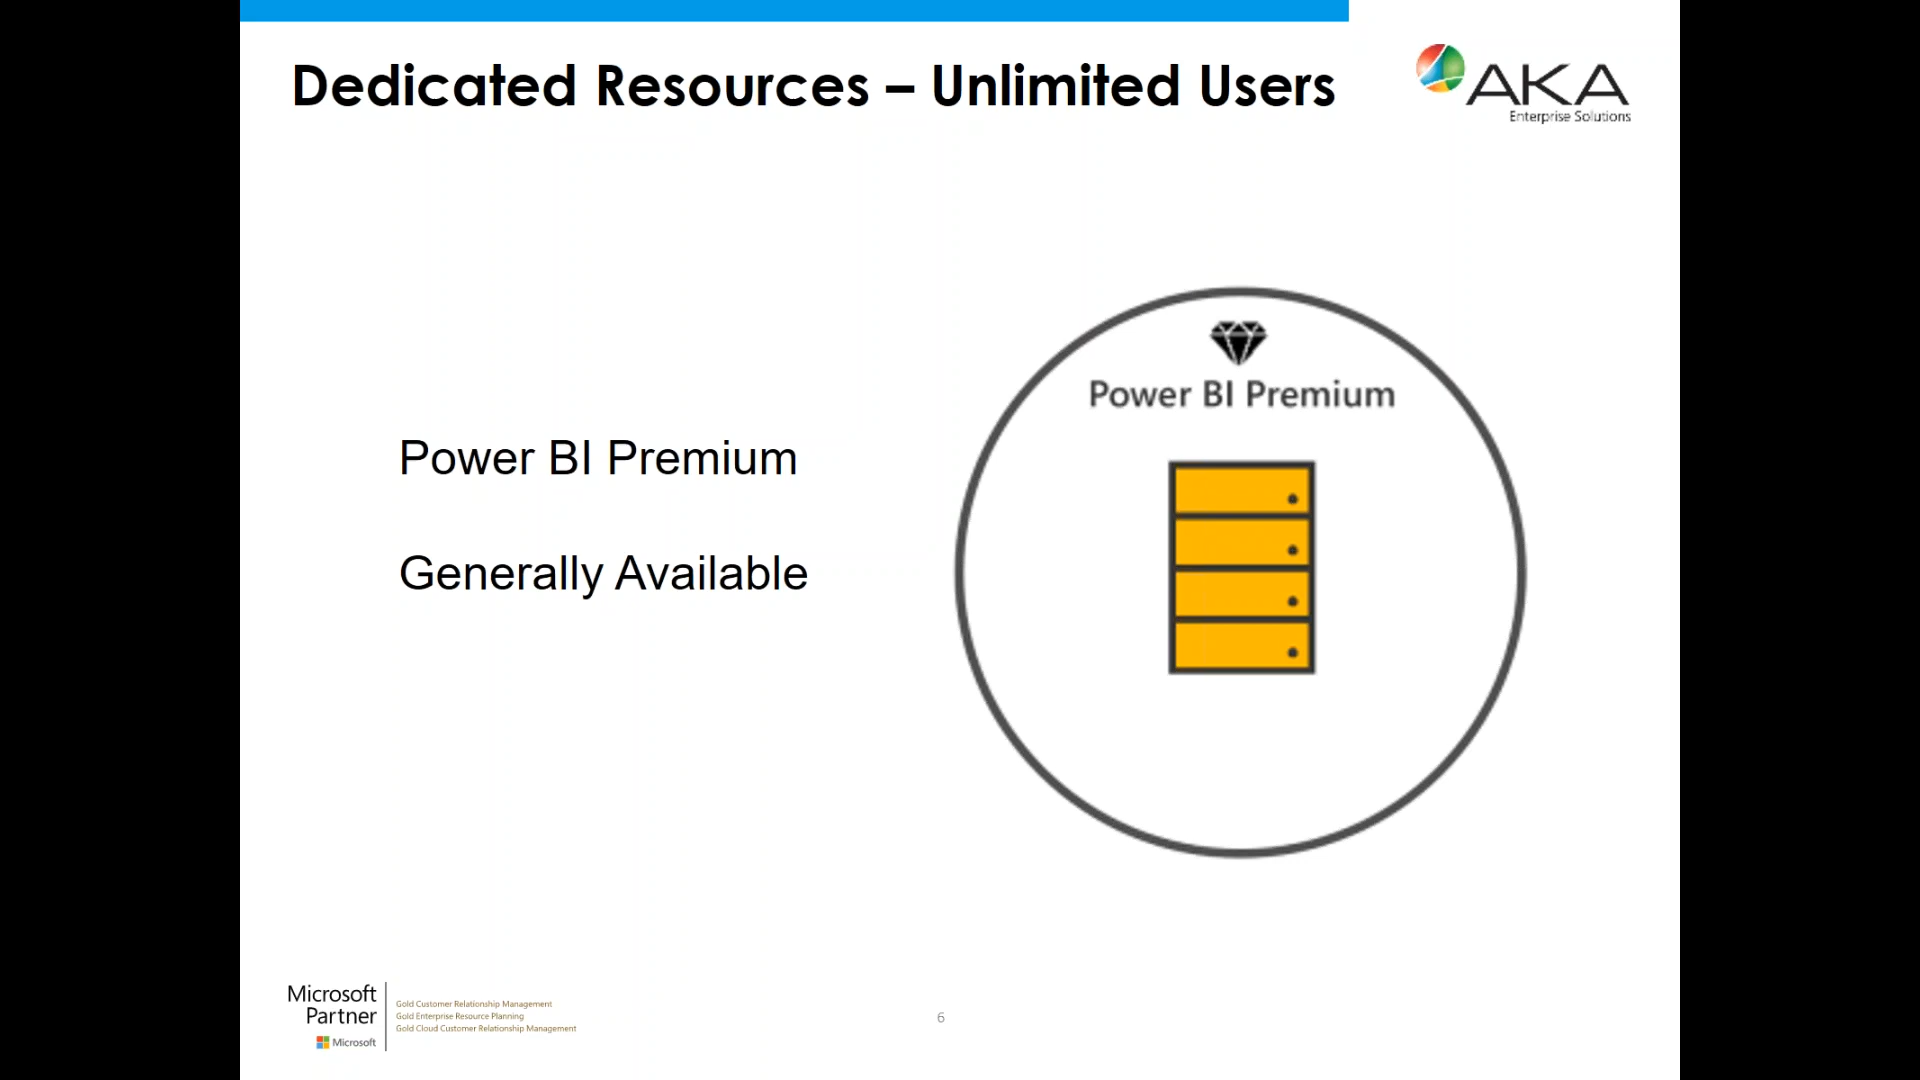 Dedicated Resources – Unlimited Users
AKA
Enterprise Solutions
Power BI Premium
Power BI Premium
Generally Available
Microsoft
Partner
Microsoft
Gold Customer Relationship Management
Gold Enterprise Resource Planning
Gold Cloud Customer Relationship Management
6